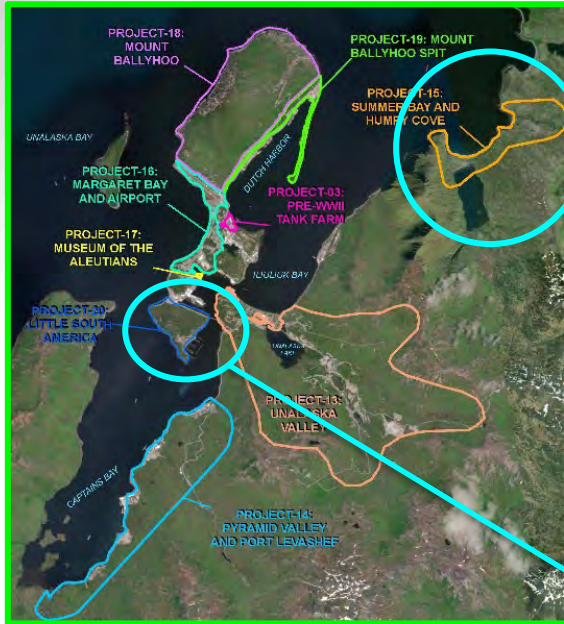 PROJECT-18:
MOUNT
BALLYHOO
PROJECT-19: MOUNT
BALLYHOO SPIT
PROJECT-15:
SUMMER BAY AND
HUMPY COVE
UNALASKA BAY
DUTCH HARBOR
PROJECT-16:
MARGARET BAY
AND AIRPORT
PROJECT-03:
PRE-WWII
TANK FARM
PROJECT-17:
MUSEUM OF THE
ALEUTIANS
ILIULIUK BAY
PROJECT-20:
LITTLE SOUTH
AMERICA
UNALASKA
LAKE
PROJECT-13:
UNALASKA
VALLEY
CAPTAINS BAY
PROJECT-14:
PYRAMID VALLEY
AND PORT LEVASHEF